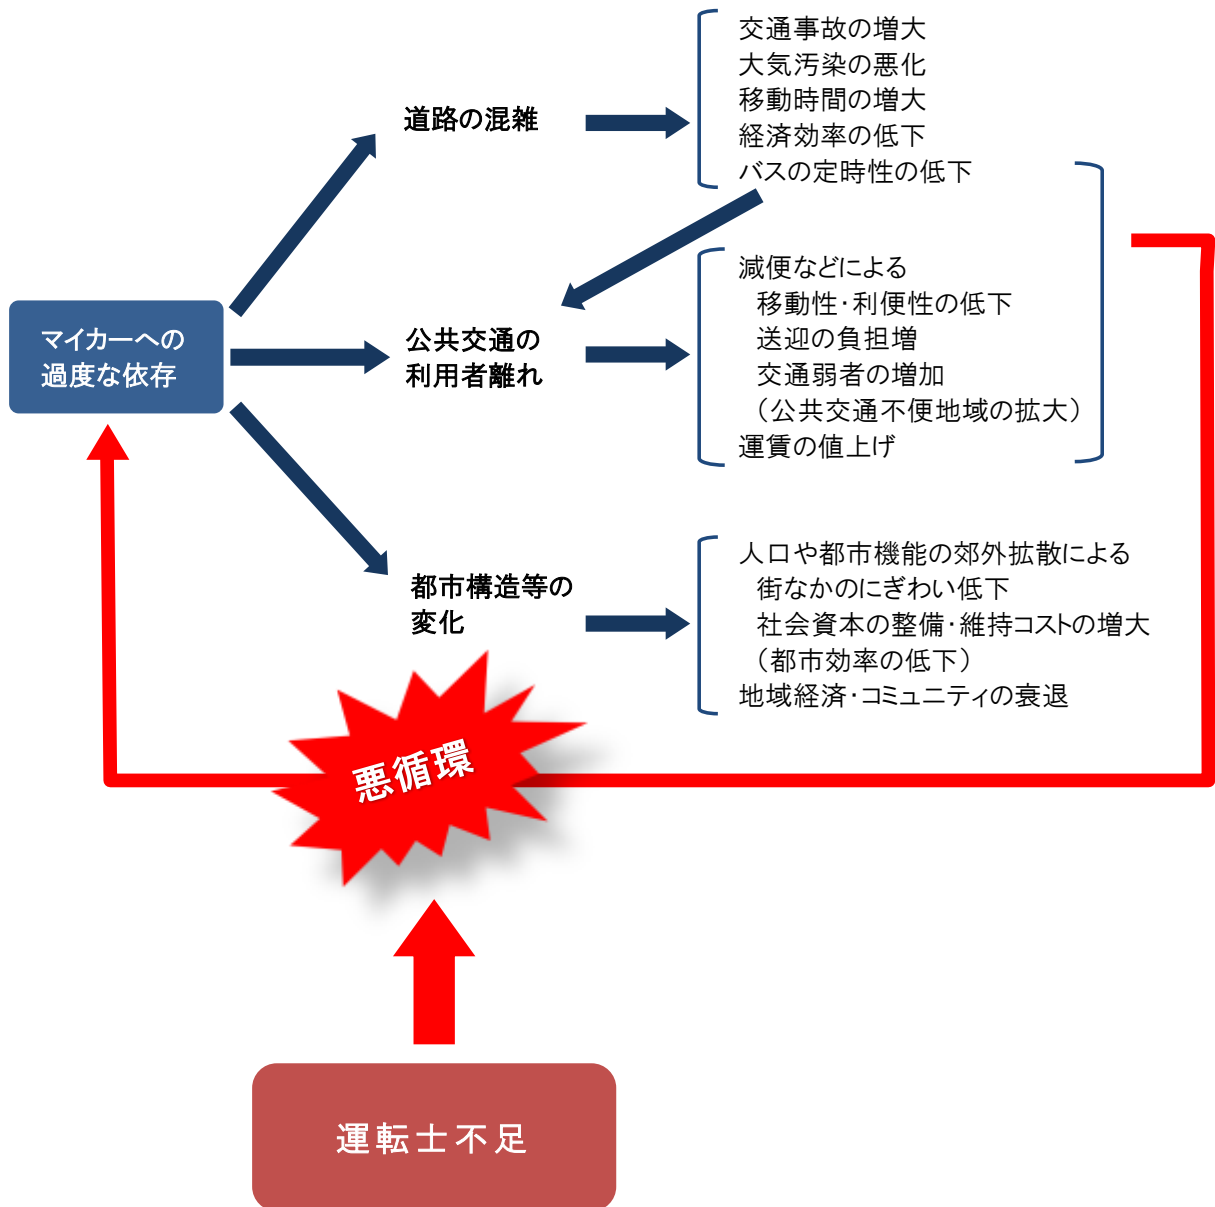 マイカーへの
過度な依存
道路の混雑
交通事故の増大
大気汚染の悪化
移動時間の増大
経済効率の低下
バスの定時性の低下
公共交通の
利用者離れ
減便などによる
移動性・利便性の低下
送迎の負担増
交通弱者の増加
（公共交通不便地域の拡大）
運賃の値上げ
都市構造等の
変化
人口や都市機能の郊外拡散による
街なかのにぎわい低下
社会資本の整備・維持コストの増大
（都市効率の低下）
地域経済・コミュニティの衰退
悪循環
運転士不足